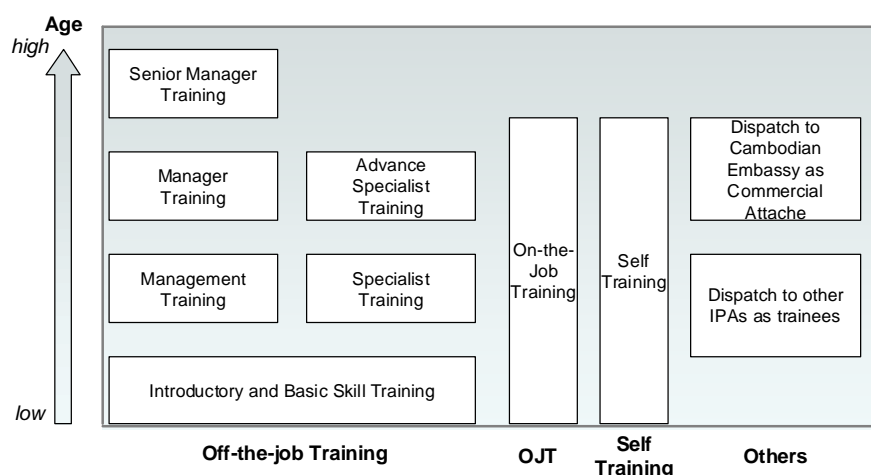 Age
high
Senior Manager
Training
Manager
Training
Advance
Specialist
Training
Management
Training
Specialist
Training
Introductory and Basic Skill Training
On-the-
Job
Training
Self
Training
Dispatch to
Cambodian
Embassy as
Commercial
Attache
Dispatch to other
IPAs as trainees
low
Off-the-job Training
OJT
Self
Training
Others